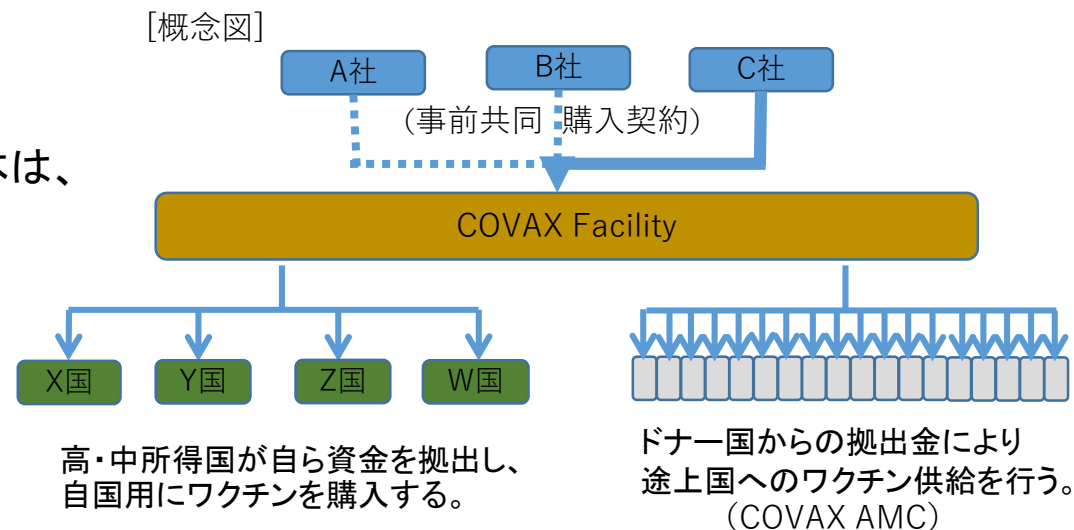 [概念図]
A社
B社
C社
(事前共同 購入契約)
は、
COVAX Facility
X国
Y国
Z国
W国
高・中所得国が自ら資金を拠出し、
自国用にワクチンを購入する。
ドナー国からの拠出金により
途上国へのワクチン供給を行う。
(COVAX AMC)